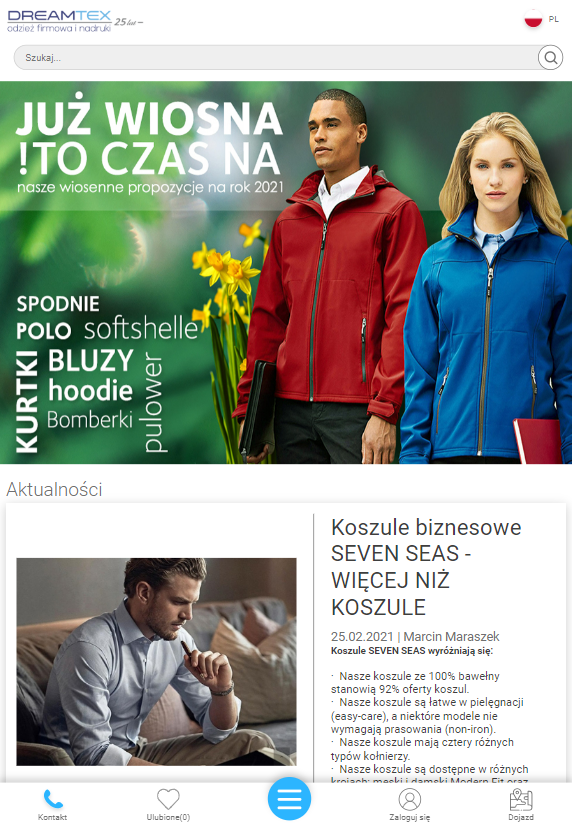 DREAMTEX
odzież firmowa i nadruki
25 lat
PL
Szukaj...
JUŻ WIOSNA
!TO CZAS NA
nasze wiosenne propozycje na rok 2021
SPODNIE
POLO softshelle
KURTKI
BLUZY
hoodie
Bomberki
pulower
Aktualności
Koszule biznesowe
SEVEN SEAS -
WIĘCEJ NIŻ
KOSZULE
25.02.2021 | Marcin Maraszek
Koszule SEVEN SEAS wyróżniają się:
· Nasze koszule ze 100% bawełny
stanowią 92% oferty koszul.
· Nasze koszule są łatwe w pielęgnacji
(easy-care), a niektóre modele nie
wymagają prasowania (non-iron).
· Nasze koszule mają cztery różnych
typów kołnierzy.
· Nasze koszule są dostępne w różnych
krojach: męski i damski Modern Fit oraz
Kontakt
Ulubione(0)
Zaloguj się
Dojazd